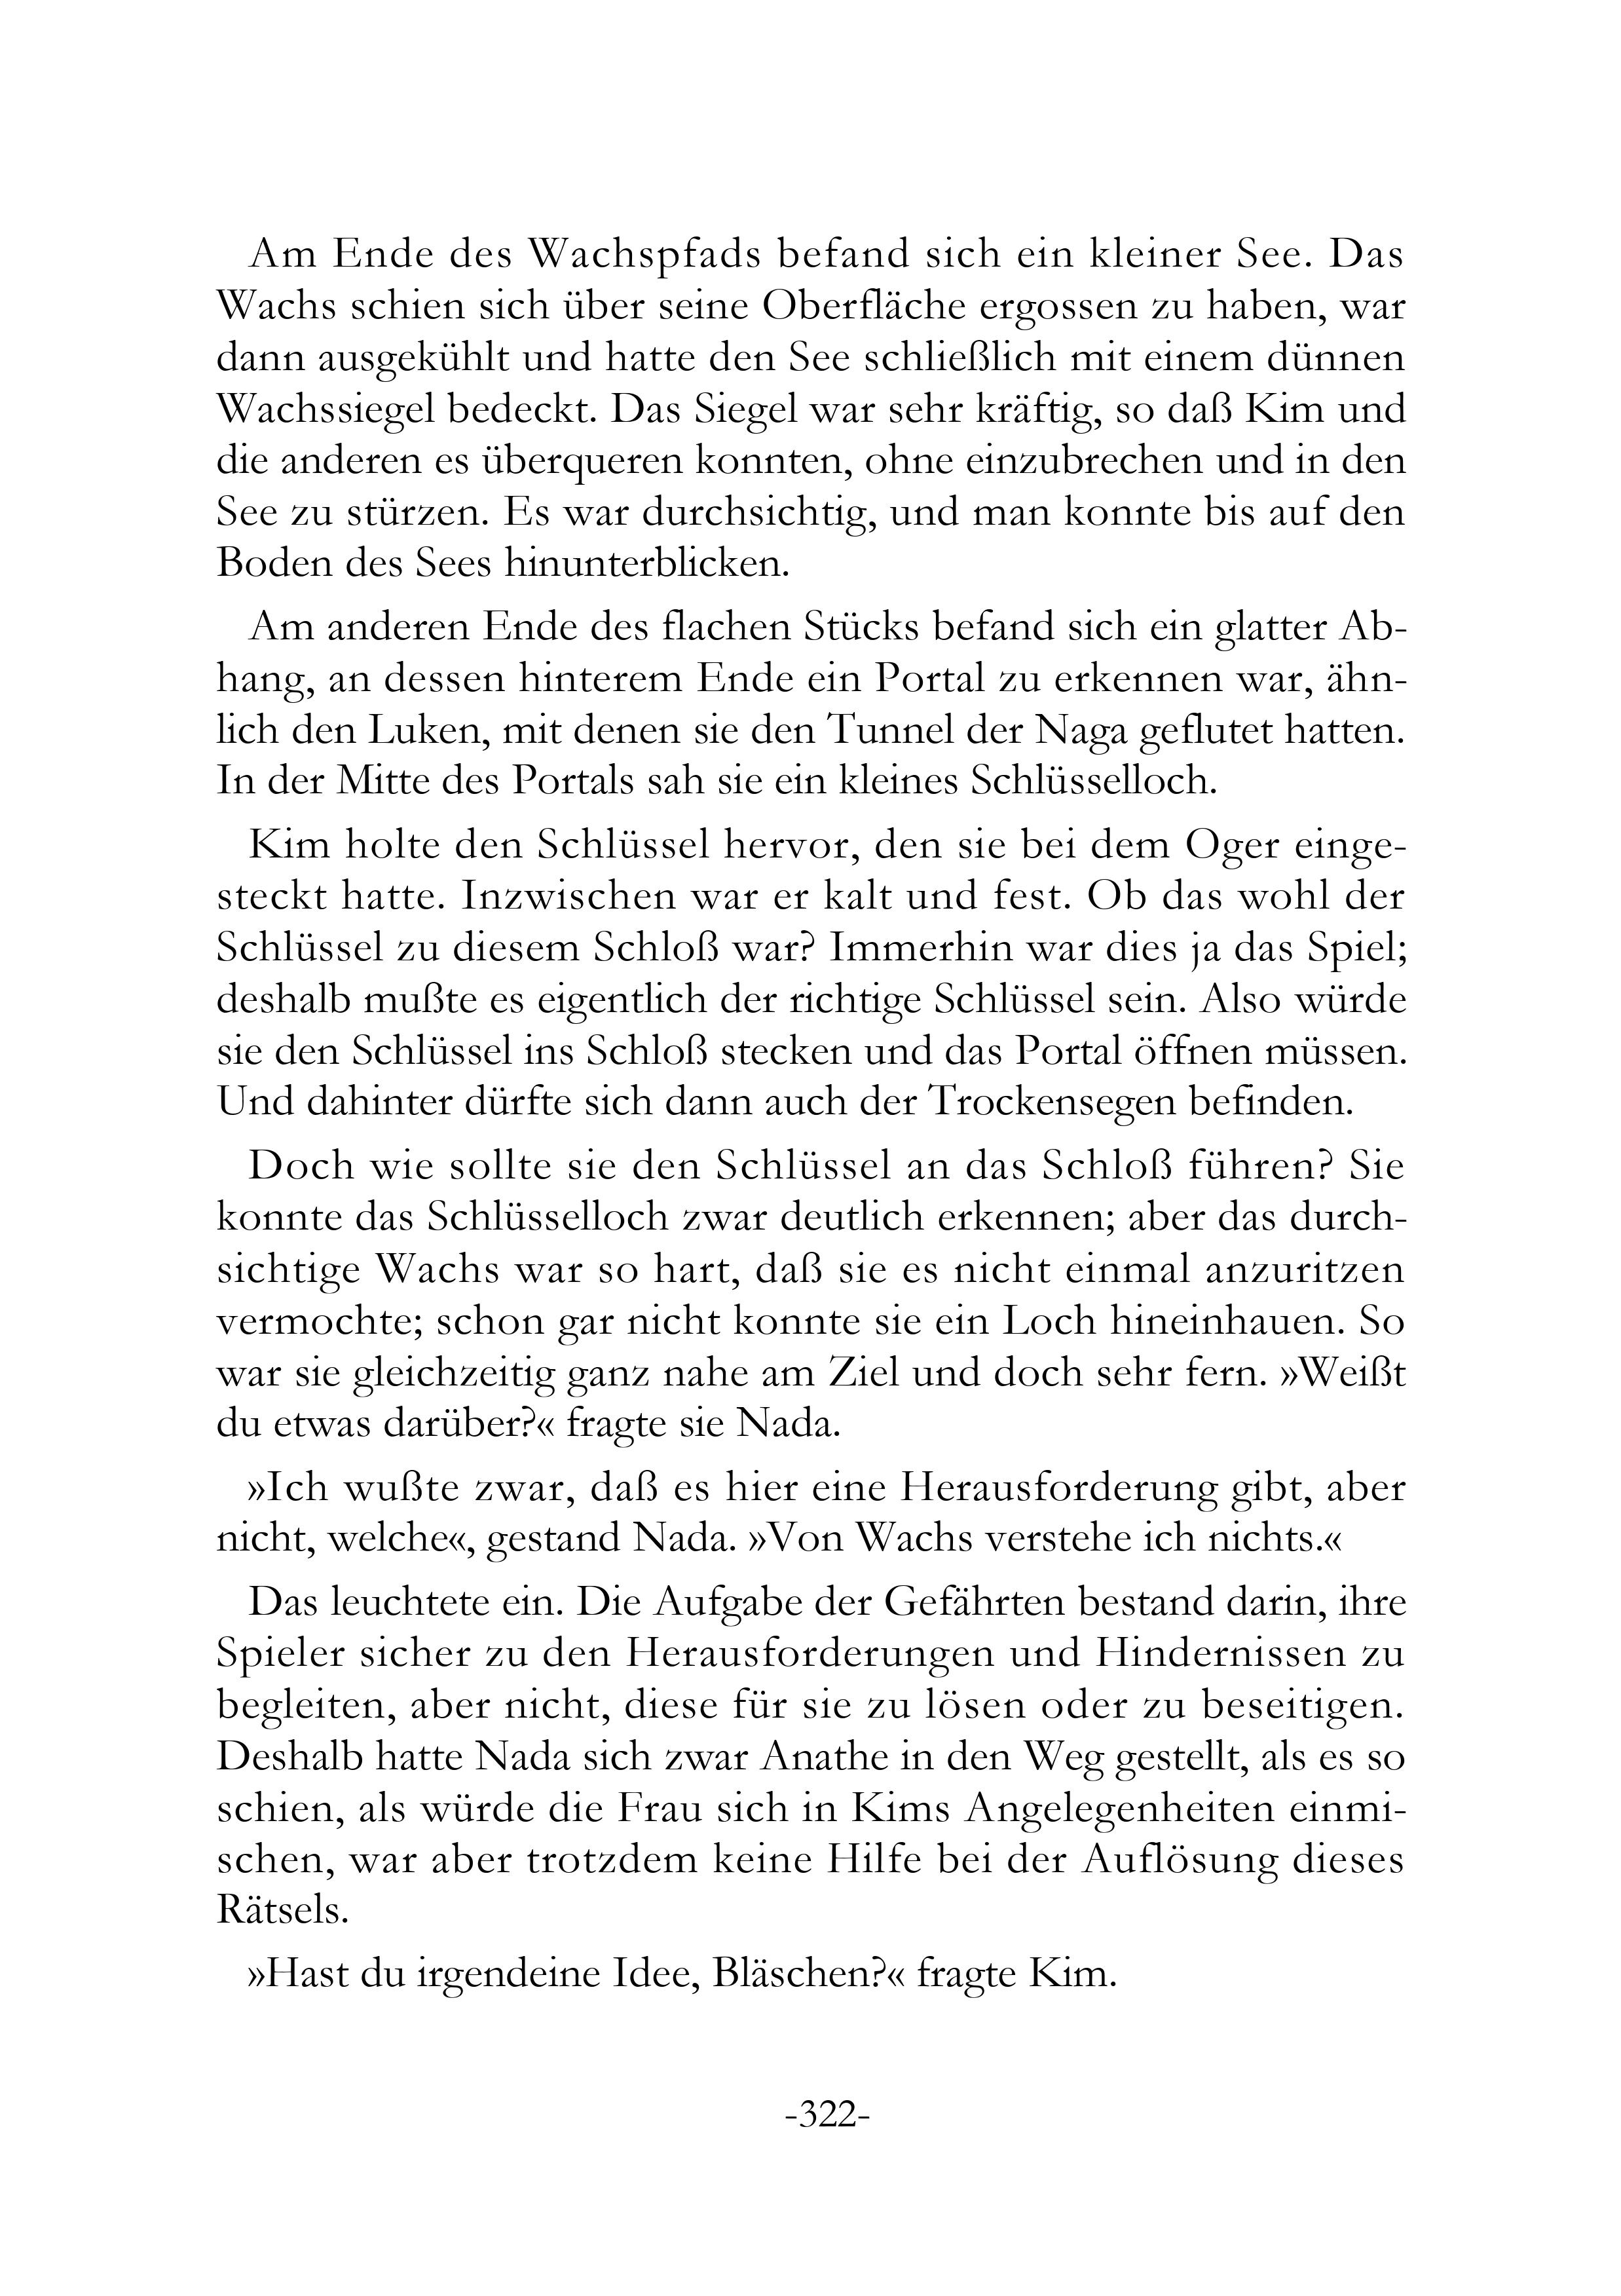 Am Ende des Wachspfads befand sich ein kleiner See. Das
Wachs schien sich über seine Oberfläche ergossen zu haben, war
dann ausgekühlt und hatte den See schließlich mit einem dünnen
Wachssiegel bedeckt. Das Siegel war sehr kräftig, so daß Kim und
die anderen es überqueren konnten, ohne einzubrechen und in den
See zu stürzen. Es war durchsichtig, und man konnte bis auf den
Boden des Sees hinunterblicken.
Am anderen Ende des flachen Stücks befand sich ein glatter Ab-
hang, an dessen hinterem Ende ein Portal zu erkennen war, ähn-
lich den Luken, mit denen sie den Tunnel der Naga geflutet hatten.
In der Mitte des Portals sah sie ein kleines Schlüsselloch.
Kim holte den Schlüssel hervor, den sie bei dem Oger einge-
steckt hatte. Inzwischen war er kalt und fest. Ob das wohl der
Schlüssel zu diesem Schloß war? Immerhin war dies ja das Spiel;
deshalb mußte es eigentlich der richtige Schlüssel sein. Also würde
sie den Schlüssel ins Schloß stecken und das Portal öffnen müssen.
Und dahinter dürfte sich dann auch der Trockensegen befinden.
Doch wie sollte sie den Schlüssel an das Schloß führen? Sie
konnte das Schlüsselloch zwar deutlich erkennen; aber das durch-
sichtige Wachs war so hart, daß sie es nicht einmal anzuritzen
vermochte; schon gar nicht konnte sie ein Loch hineinhauen. So
war sie gleichzeitig ganz nahe am Ziel und doch sehr fern. »Weißt
du etwas darüber?« fragte sie Nada.
»Ich wußte zwar, daß es hier eine Herausforderung gibt, aber
nicht, welche«, gestand Nada. »Von Wachs verstehe ich nichts.«
Das leuchtete ein. Die Aufgabe der Gefährten bestand darin, ihre
Spieler sicher zu den Herausforderungen und Hindernissen zu
begleiten, aber nicht, diese für sie zu lösen oder zu beseitigen.
Deshalb hatte Nada sich zwar Anathe in den Weg gestellt, als es so
schien, als würde die Frau sich in Kims Angelegenheiten einmi-
schen, war aber trotzdem keine Hilfe bei der Auflösung dieses
Rätsels.
»Hast du irgendeine Idee, Bläschen?« fragte Kim.
-322-